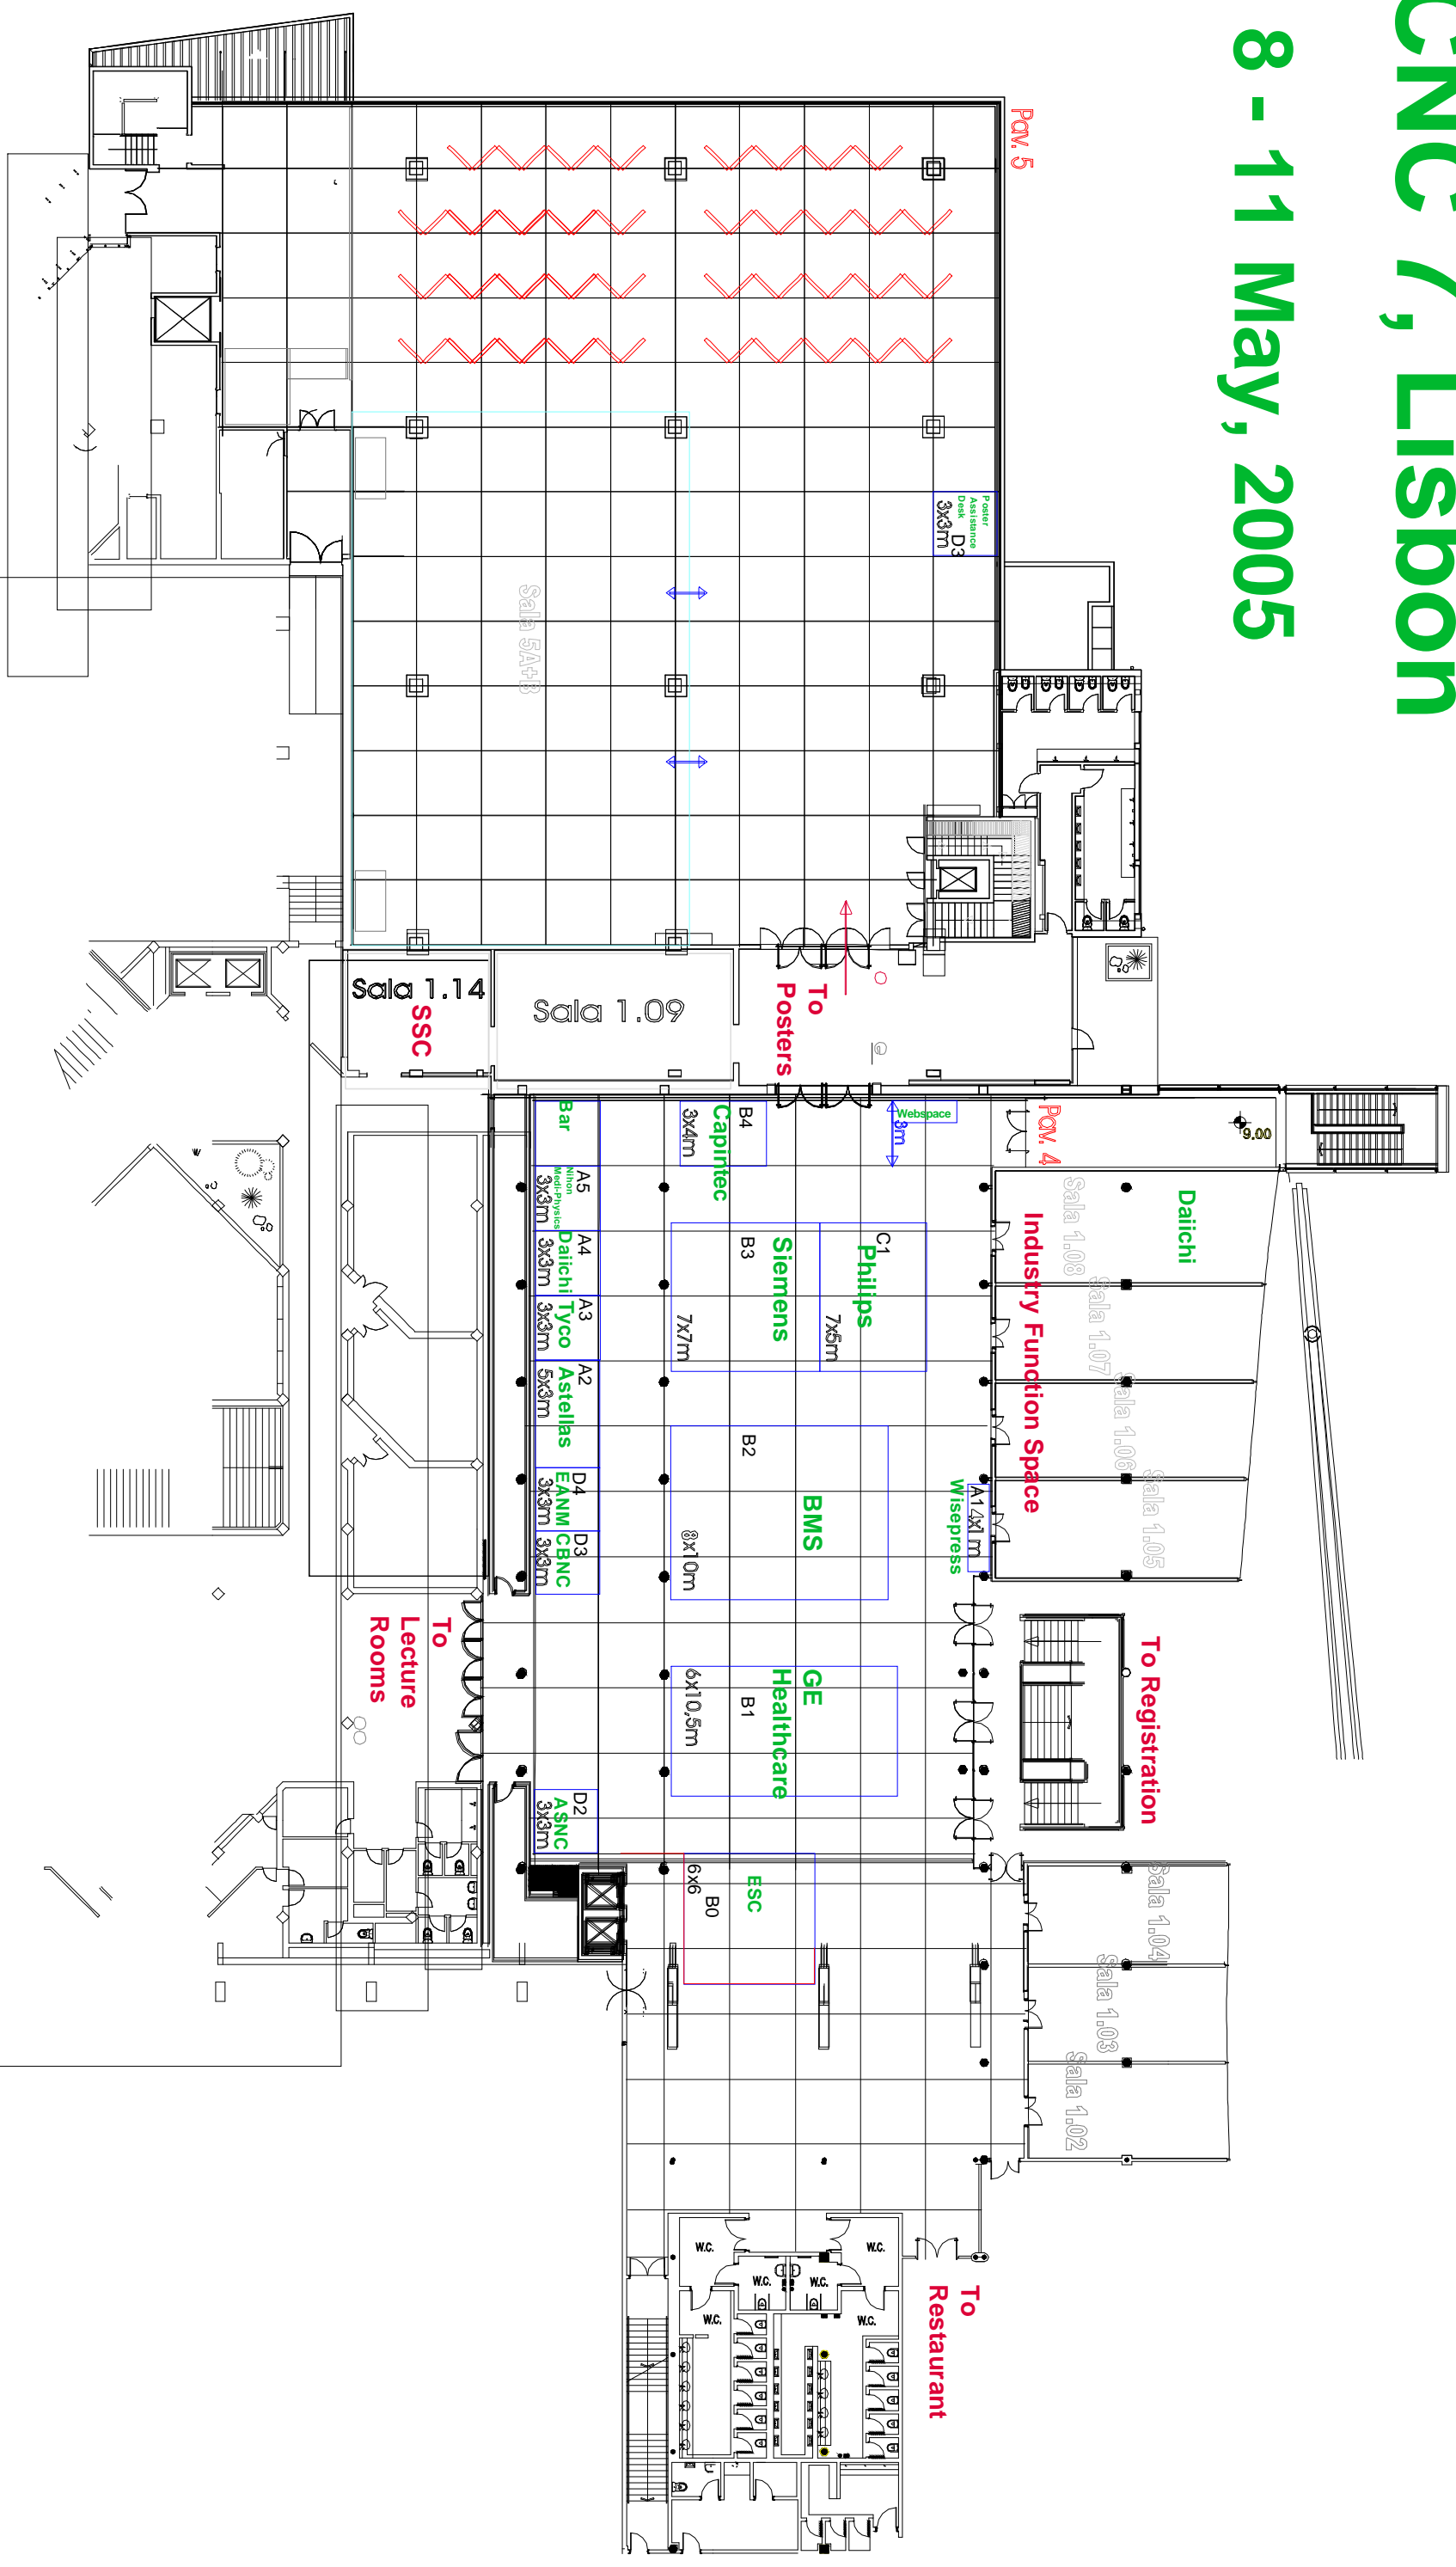 CNC 7, Lisbon
8 - 11 May, 2005
Pav. 5
Poster
Assistance
Desk
D3
3x3m
Sala 5A+B
To
Posters
Sala 1.14
SSC
Sala 1.09
Pav. 4
9.00
Webspace
3m
B4
Capintec
3x4m
Bar
A5
Nihon
Medi-Physics
3x3m
A4
Daiichi
3x3m
A3
Tyco
3x3m
A2
Astellas
5x3m
D4
EANM
3x3m
D3
CBNC
3x3m
C1
Philips
7x5m
B3
Siemens
7x7m
B2
BMS
8x10m
A1 4x1 m
Wisepress
Daiichi
Industry Function Space
Sala 1.08
Sala 1.07
Sala 1.06
Sala 1.05
To Registration
To
Lecture
Rooms
GE
Healthcare
B1
6x10,5m
D2
ASNC
3x3m
ESC
B0
6x6
Sala 1.04
Sala 1.03
Sala 1.02
To
Restaurant
W.C.
W.C.
W.C.
W.C.
W.C.
W.C.